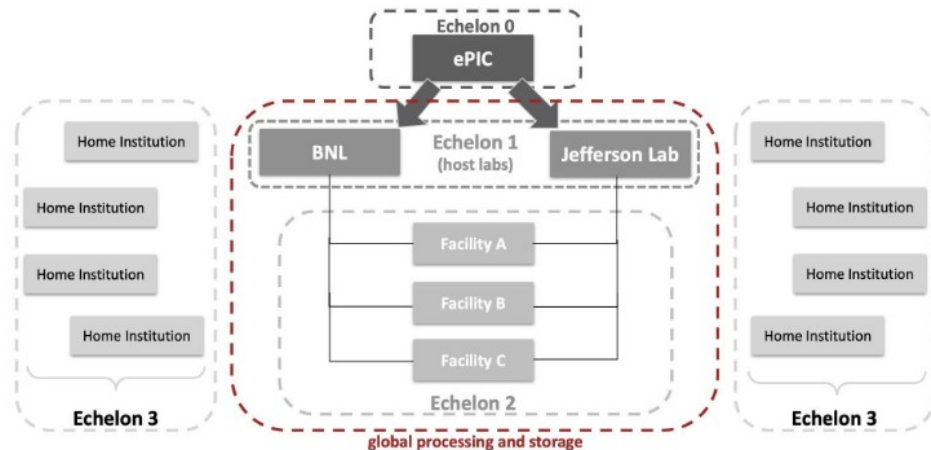 Echelon 0
ePIC
BNL
Echelon 1
(host labs)
Jefferson Lab
Home Institution
Home Institution
Home Institution
Home Institution
Echelon 3
Facility A
Facility B
Facility C
Echelon 2
global processing and storage
Home Institution
Home Institution
Home Institution
Home Institution
Echelon 3